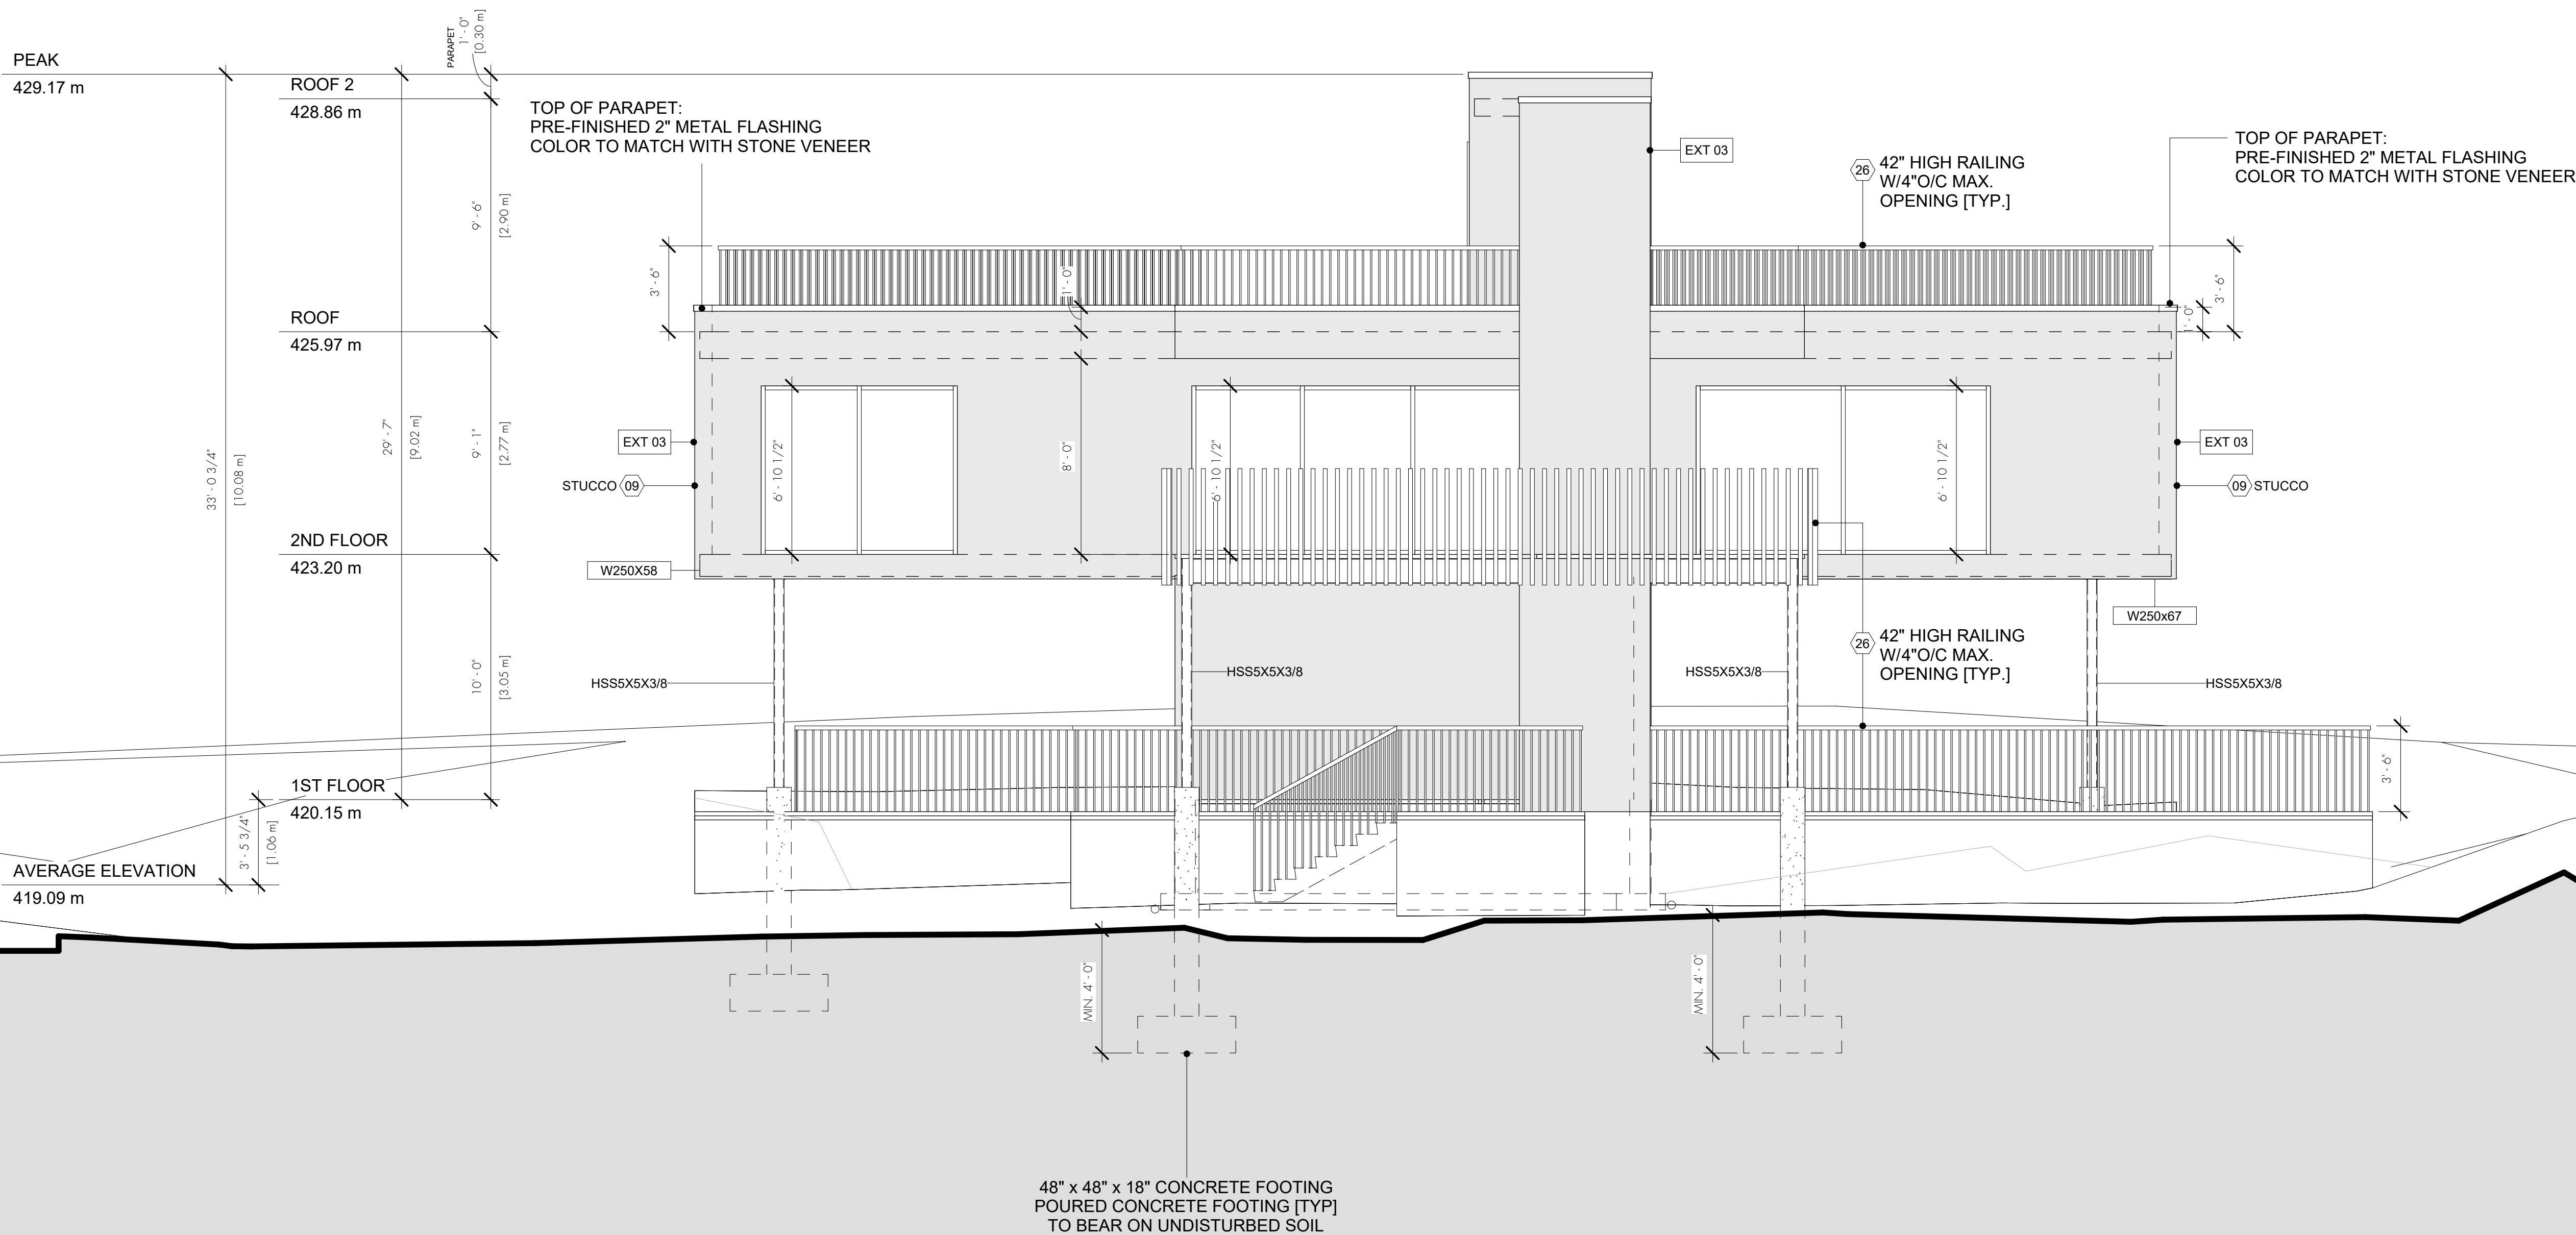 PEAK
429.17 m
ROOF 2
428.86 m
ROOF
425.97 m
2ND FLOOR
423.20 m
1ST FLOOR
420.15 m
AVERAGE ELEVATION
419.09 m
33' - 0 3/4"
[10.08 m]
3' - 5 3/4"
[1.06 m]
29' - 7"
[9.02 m]
PARAPET
1' - 0"
[0.30 m]
9' - 6"
[2.90 m]
9' - 1"
[2.77 m]
10' - 0"
[3.05 m]
TOP OF PARAPET:
PRE-FINISHED 2" METAL FLASHING
COLOR TO MATCH WITH STONE VENEER
3' - 6"
EXT 03
STUCCO 09
W250X58
HSS5X5X3/8
6' - 10 1/2"
1' - 0"
8' - 0"
6' - 10 1/2"
HSS5X5X3/8
EXT 03
26
42" HIGH RAILING
W/4"O/C MAX.
OPENING [TYP.]
6' - 10 1/2"
HSS5X5X3/8
26
42" HIGH RAILING
W/4"O/C MAX.
OPENING [TYP.]
TOP OF PARAPET:
PRE-FINISHED 2" METAL FLASHING
COLOR TO MATCH WITH STONE VENEER
1' - 0"
3' - 6"
EXT 03
09 STUCCO
W250x67
HSS5X5X3/8
3' - 6"
MIN. 4' - 0"
MIN. 4' - 0"
48" x 48" x 18" CONCRETE FOOTING
POURED CONCRETE FOOTING [TYP]
TO BEAR ON UNDISTURBED SOIL